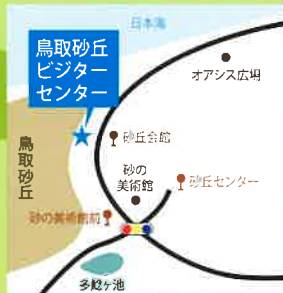 日本海
鳥取砂丘
ビジター
センター
オアシス広場
砂丘会館
鳥取砂丘
砂の
美術館
砂丘センター
砂の美術館前
多鯰ヶ池